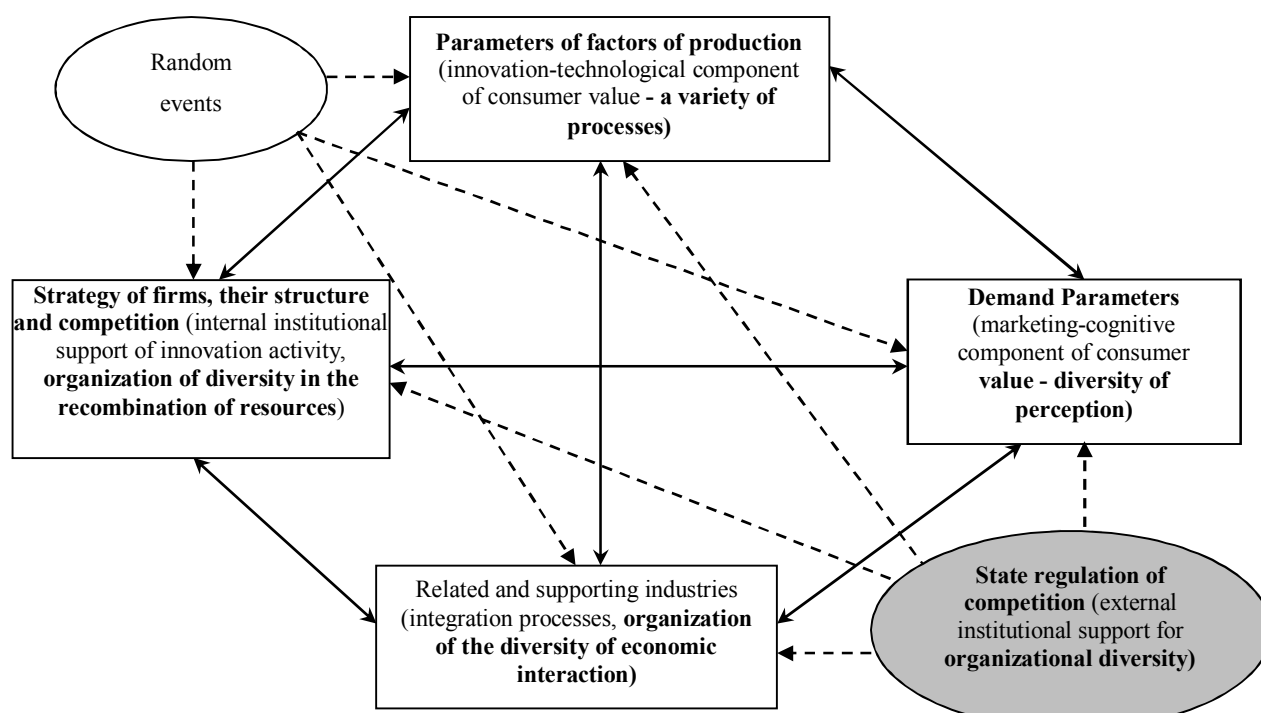 Random
events
Parameters of factors of production
(innovation-technological component
of consumer value - a variety of
processes)
Strategy of firms, their structure
and competition (internal institutional
support of innovation activity,
organization of diversity in the
recombination of resources)
Demand Parameters
(marketing-cognitive
component of consumer
value - diversity of
perception)
Related and supporting industries
(integration processes, organization
of the diversity of economic
interaction)
State regulation of
competition (external
institutional support for
organizational diversity)